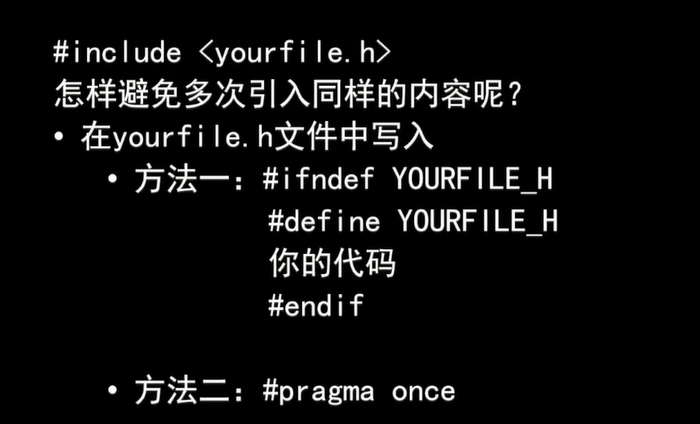 #include <yourfile.h>
怎样避免多次引入同样的内容呢？
• 在yourfile.h文件中写入
• 方法一：#ifndef YOURFILE_H
#define YOURFILE_H
你的代码
#endif
• 方法二：#pragma once